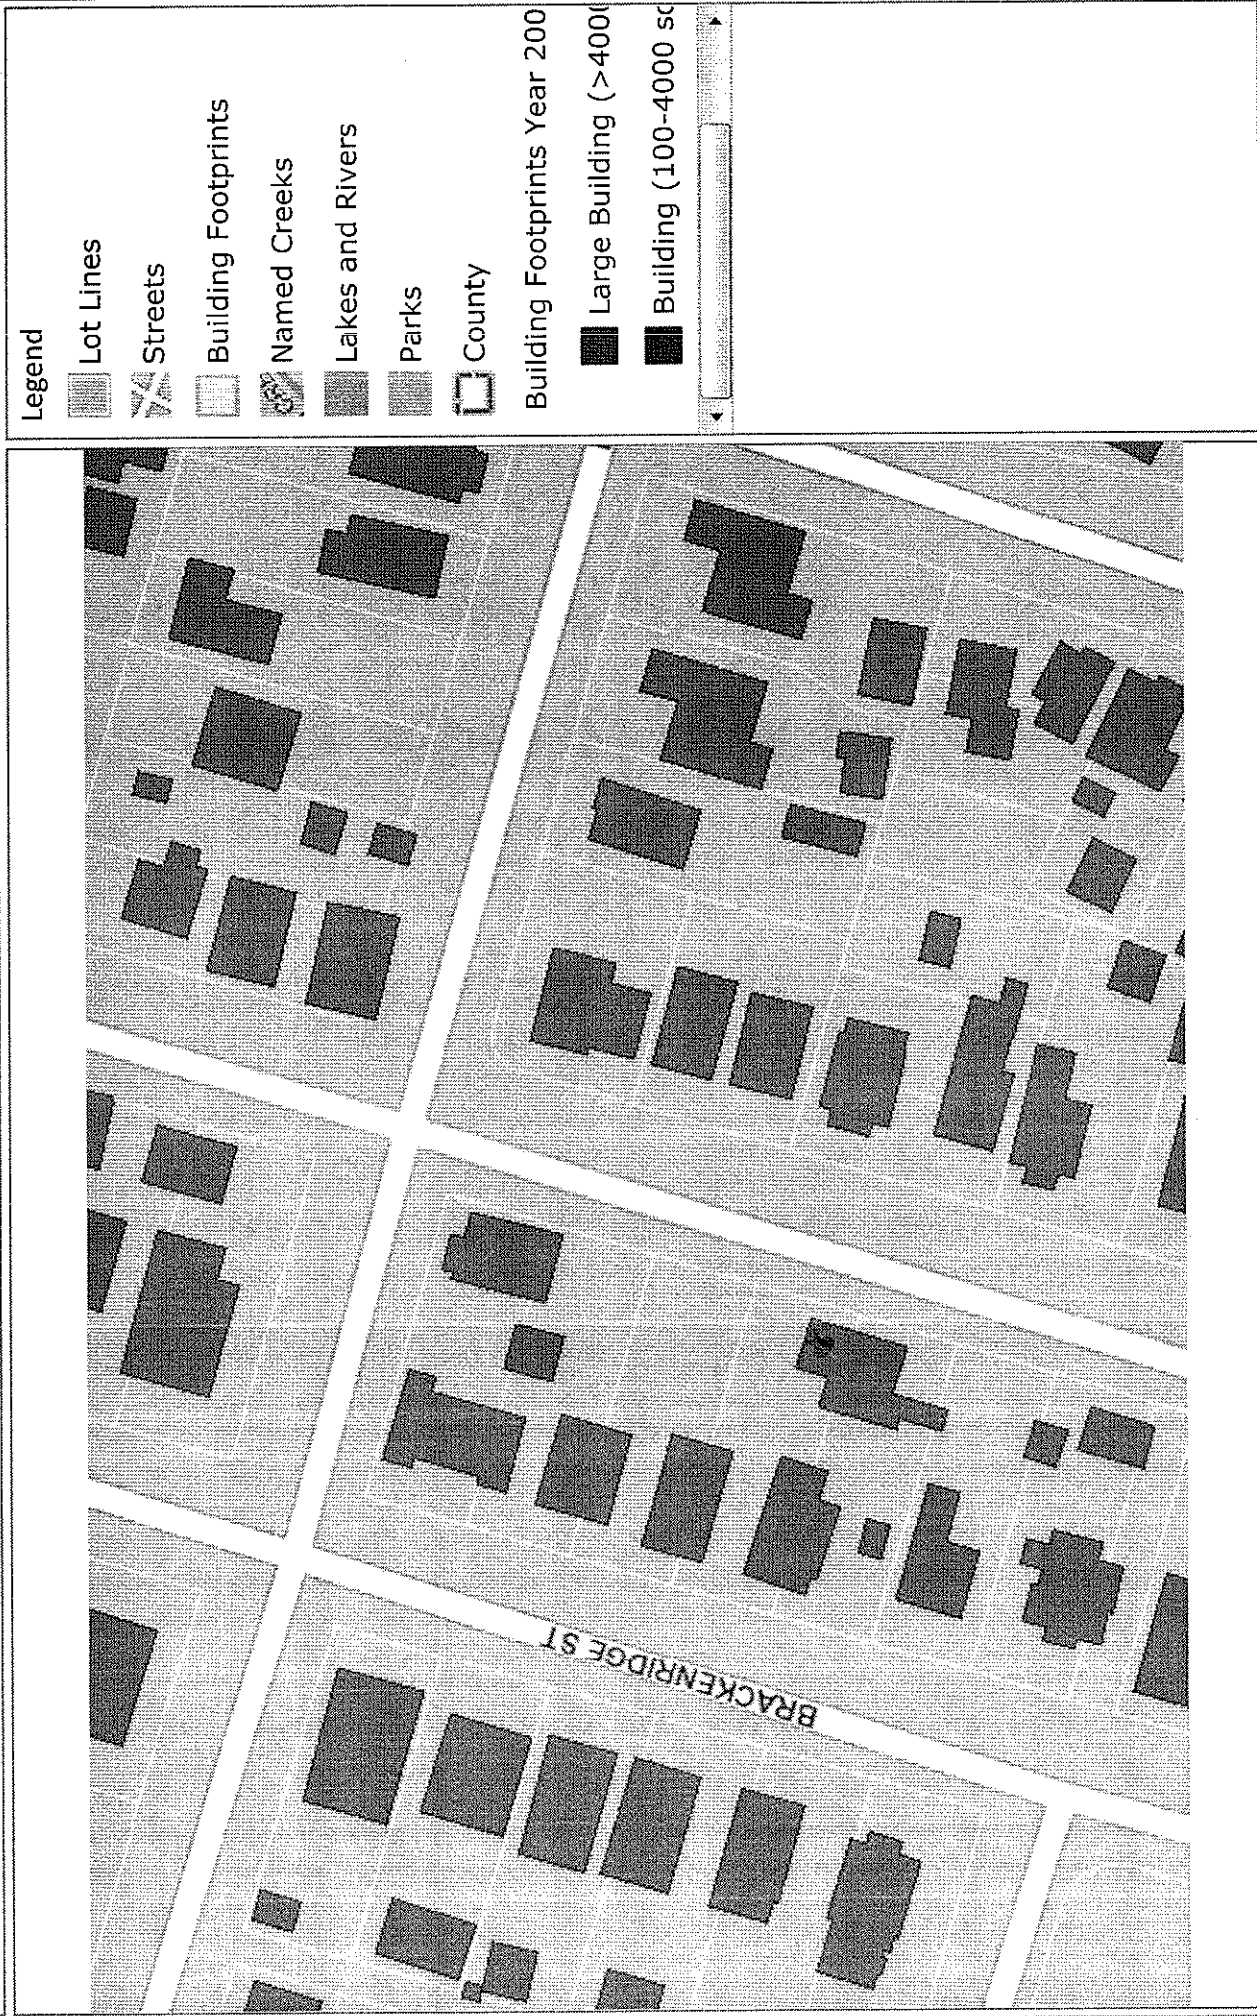 Legend
Lot Lines
Streets
Building Footprints
Named Creeks
Lakes and Rivers
Parks
County
Building Footprints Year 200
Large Building (>400
Building (100-4000 sq
BRACKENRIDGE ST